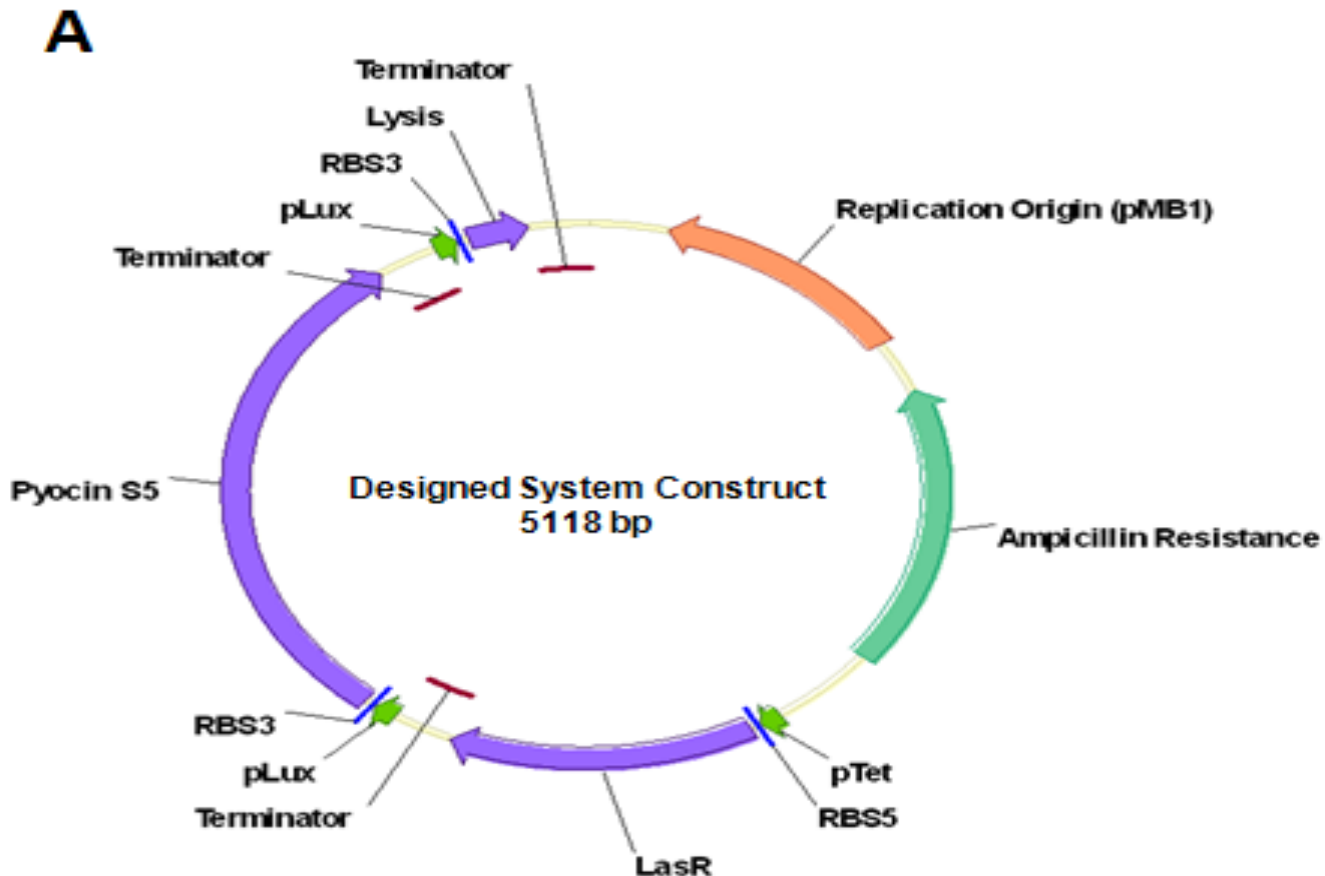 A
Terminator
Lysis
RBS3
pLux
Terminator
Replication Origin (pMB1)
Pyocin S5
Designed System Construct
5118 bp
Ampicillin Resistance
RBS3
pLux
Terminator
pTet
RBS5
LasR